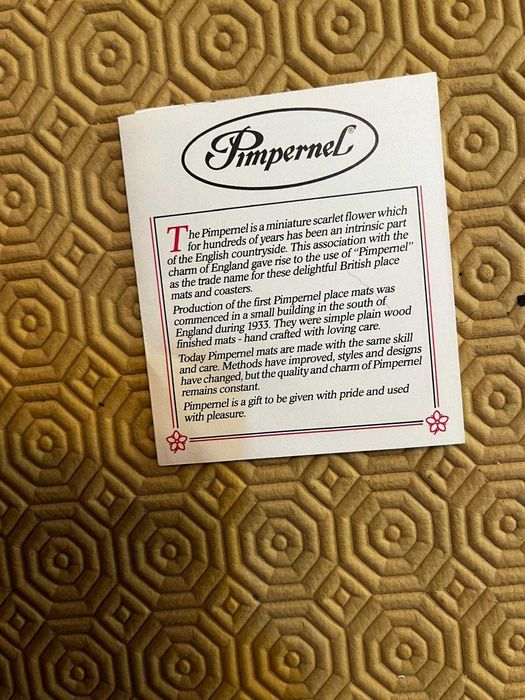 Pimpernel®
The Pimpernel is a miniature scarlet flower which
for hundreds of years has been an intrinsic part
of the English countryside. This association with the
charm of England gave rise to the use of "Pimpernel"
as the trade name for these delightful British place
mats and coasters.
Production of the first Pimpernel place mats was
commenced in a small building in the south of
England during 1933. They were simple plain wood
finished mats - hand crafted with loving care.
Today Pimpernel mats are made with the same skill
and care. Methods have improved, styles and designs
have changed, but the quality and charm of Pimpernel
remains constant.
Pimpernel is a gift to be given with pride and used
with pleasure.